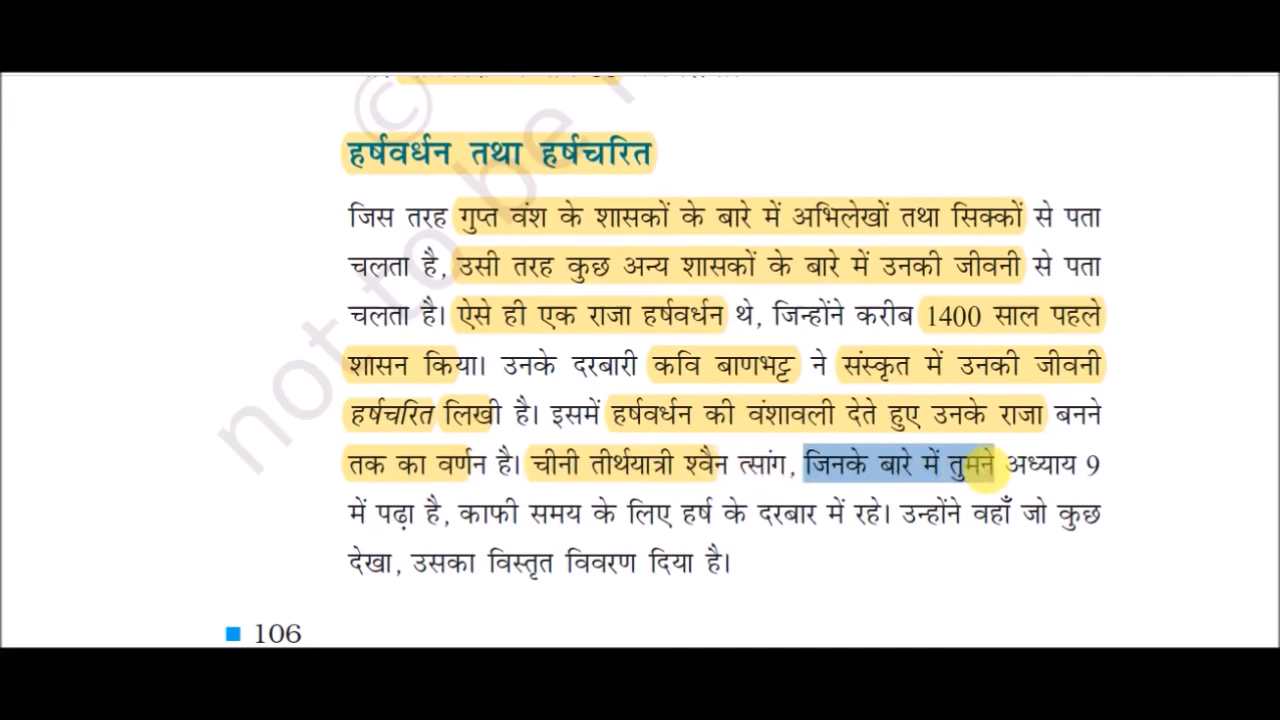 हर्षवर्धन तथा हर्षचरित
जिस तरह गुप्त वंश के शासकों के बारे में अभिलेखों तथा सिक्कों से पता
चलता है, उसी तरह कुछ अन्य शासकों के बारे में उनकी जीवनी से पता
चलता है। ऐसे ही एक राजा हर्षवर्धन थे, जिन्होंने करीब 1400 साल पहले
शासन किया। उनके दरबारी कवि बाणभट्ट ने संस्कृत में उनकी जीवनी
हर्षचरित लिखी है। इसमें हर्षवर्धन की वंशावली देते हुए उनके राजा बनने
तक का वर्णन है। चीनी तीर्थयात्री श्वैन त्सांग, जिनके बारे में तुमने अध्याय 9
में पढ़ा है, काफी समय के लिए हर्ष के दरबार में रहे। उन्होंने वहाँ जो कुछ
देखा, उसका विस्तृत विवरण दिया है।
106
© not to be r